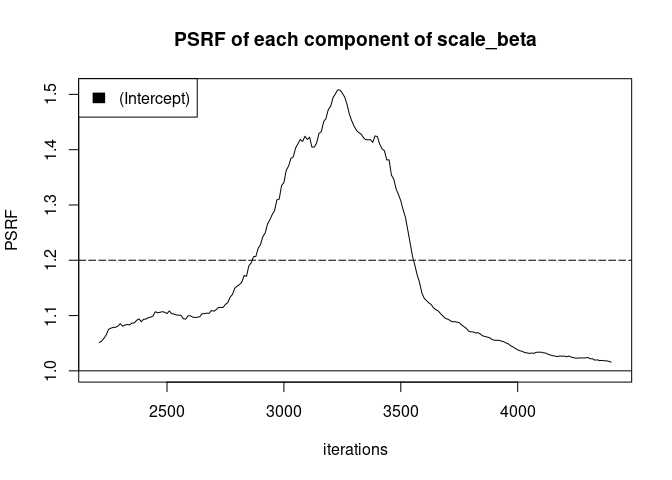 PSRF of each component of scale_beta
(Intercept)
PSRF
1.5
1.4
1.3
1.2
1.1
1.0
2500 3000 3500 4000
iterations